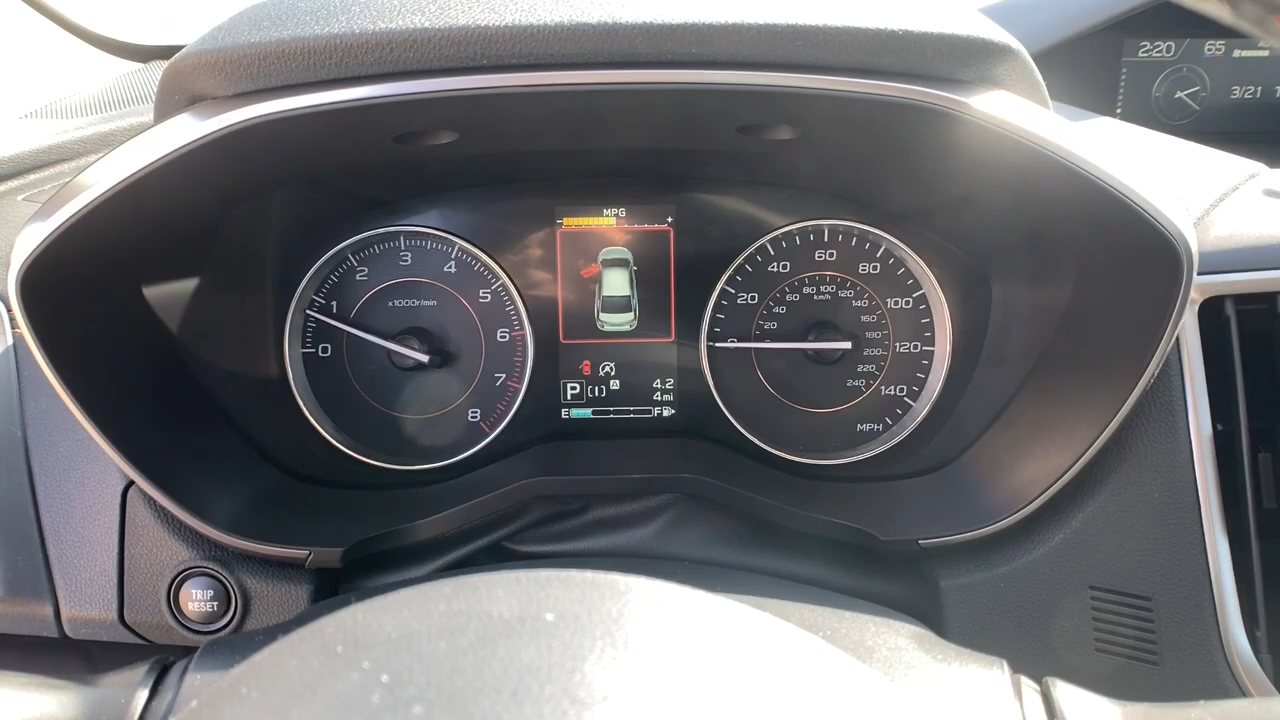 2:20 65
3/21
MPG
- +
0 1 2 3 4 5 6 7 8
x1000r/min
P [ I ] A
4.2
4mi
E F
0 20 40 60 80 100 120 140
MPH
20 40 60 80 100 120 140 160 180 200 220 240
km/h
TRIP
RESET